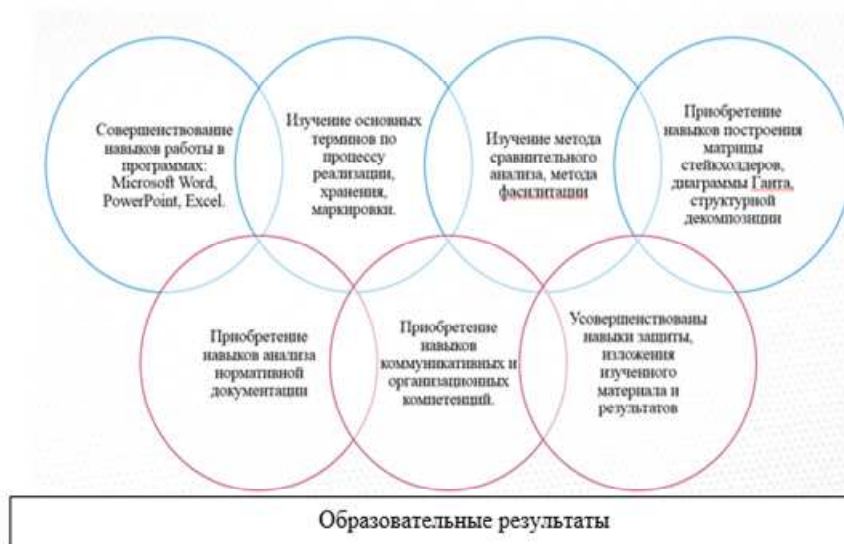 Совершенствование
навыков работы в
программах:
Microsoft Word,
PowerPoint, Excel.
Изучение основных
терминов по
процессу
реализации,
хранения,
маркировки.
Изучение метода
сравнительного
анализа, метода
фасилитации
Приобретение
навыков построения
матрицы
стейкхолдеров,
диаграммы Ганта,
структурной
декомпозиции
Приобретение
навыков анализа
нормативной
документации
Приобретение
навыков
коммуникативных и
организационных
компетенций.
Усовершенствованы
навыки защиты,
изложения
изученного
материала и
результатов
Образовательные результаты